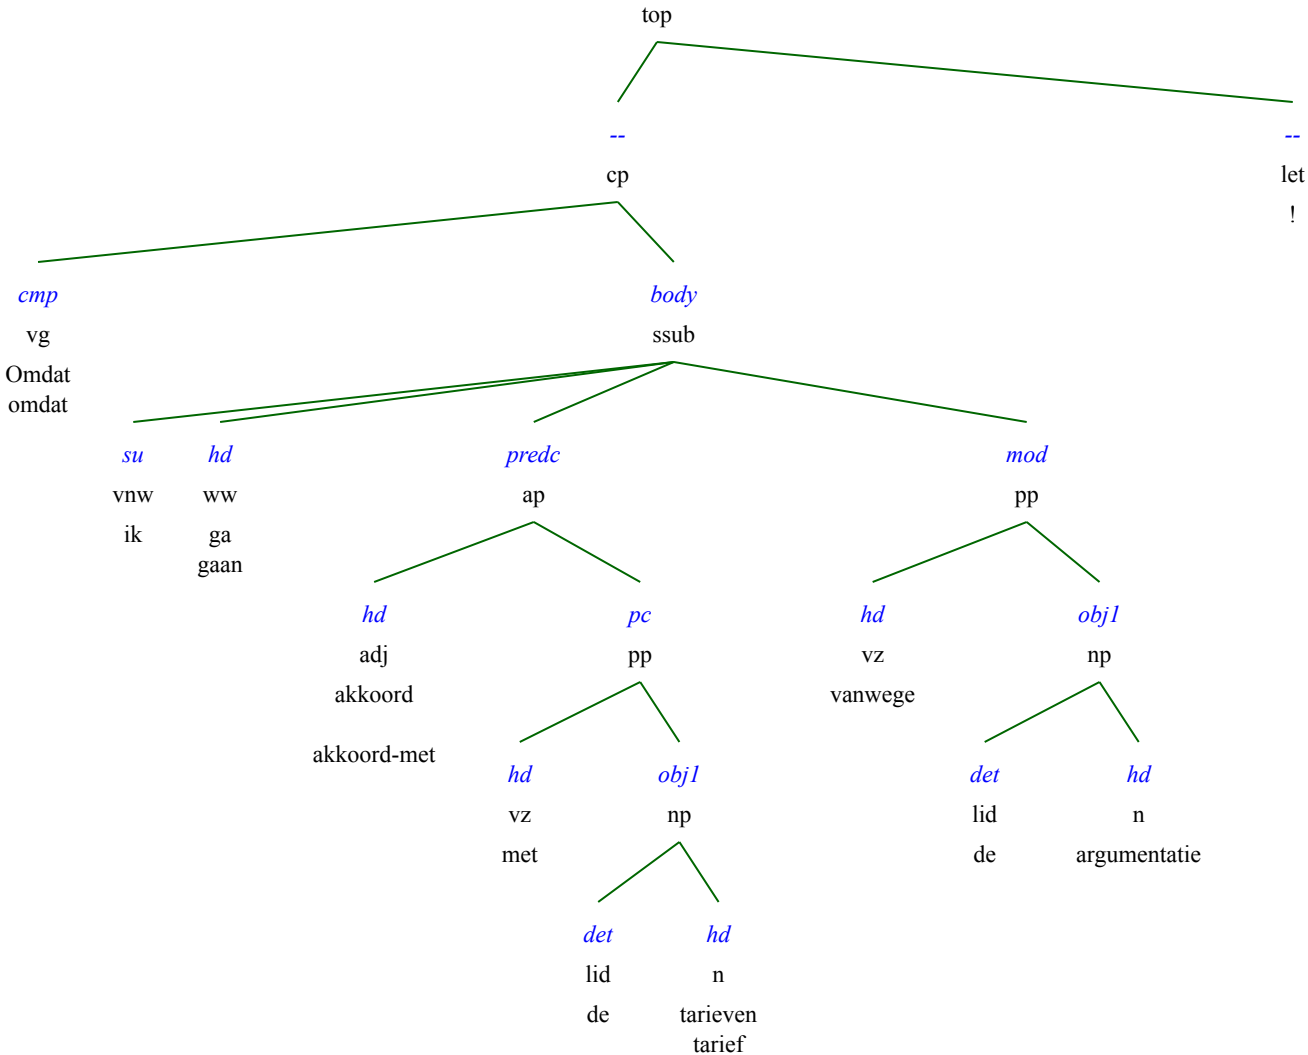 top
-- --
cp let
!
cmp body
vg ssub
Omdat
omdat
su hd predc mod
vnw ww ap pp
ik ga
gaan
hd pc hd obj1
adj pp vz np
akkoord vanwege
akkoord-met
hd obj1 det hd
vz np lid n
met de argumentatie
det hd
lid n
de tarieven
tarief